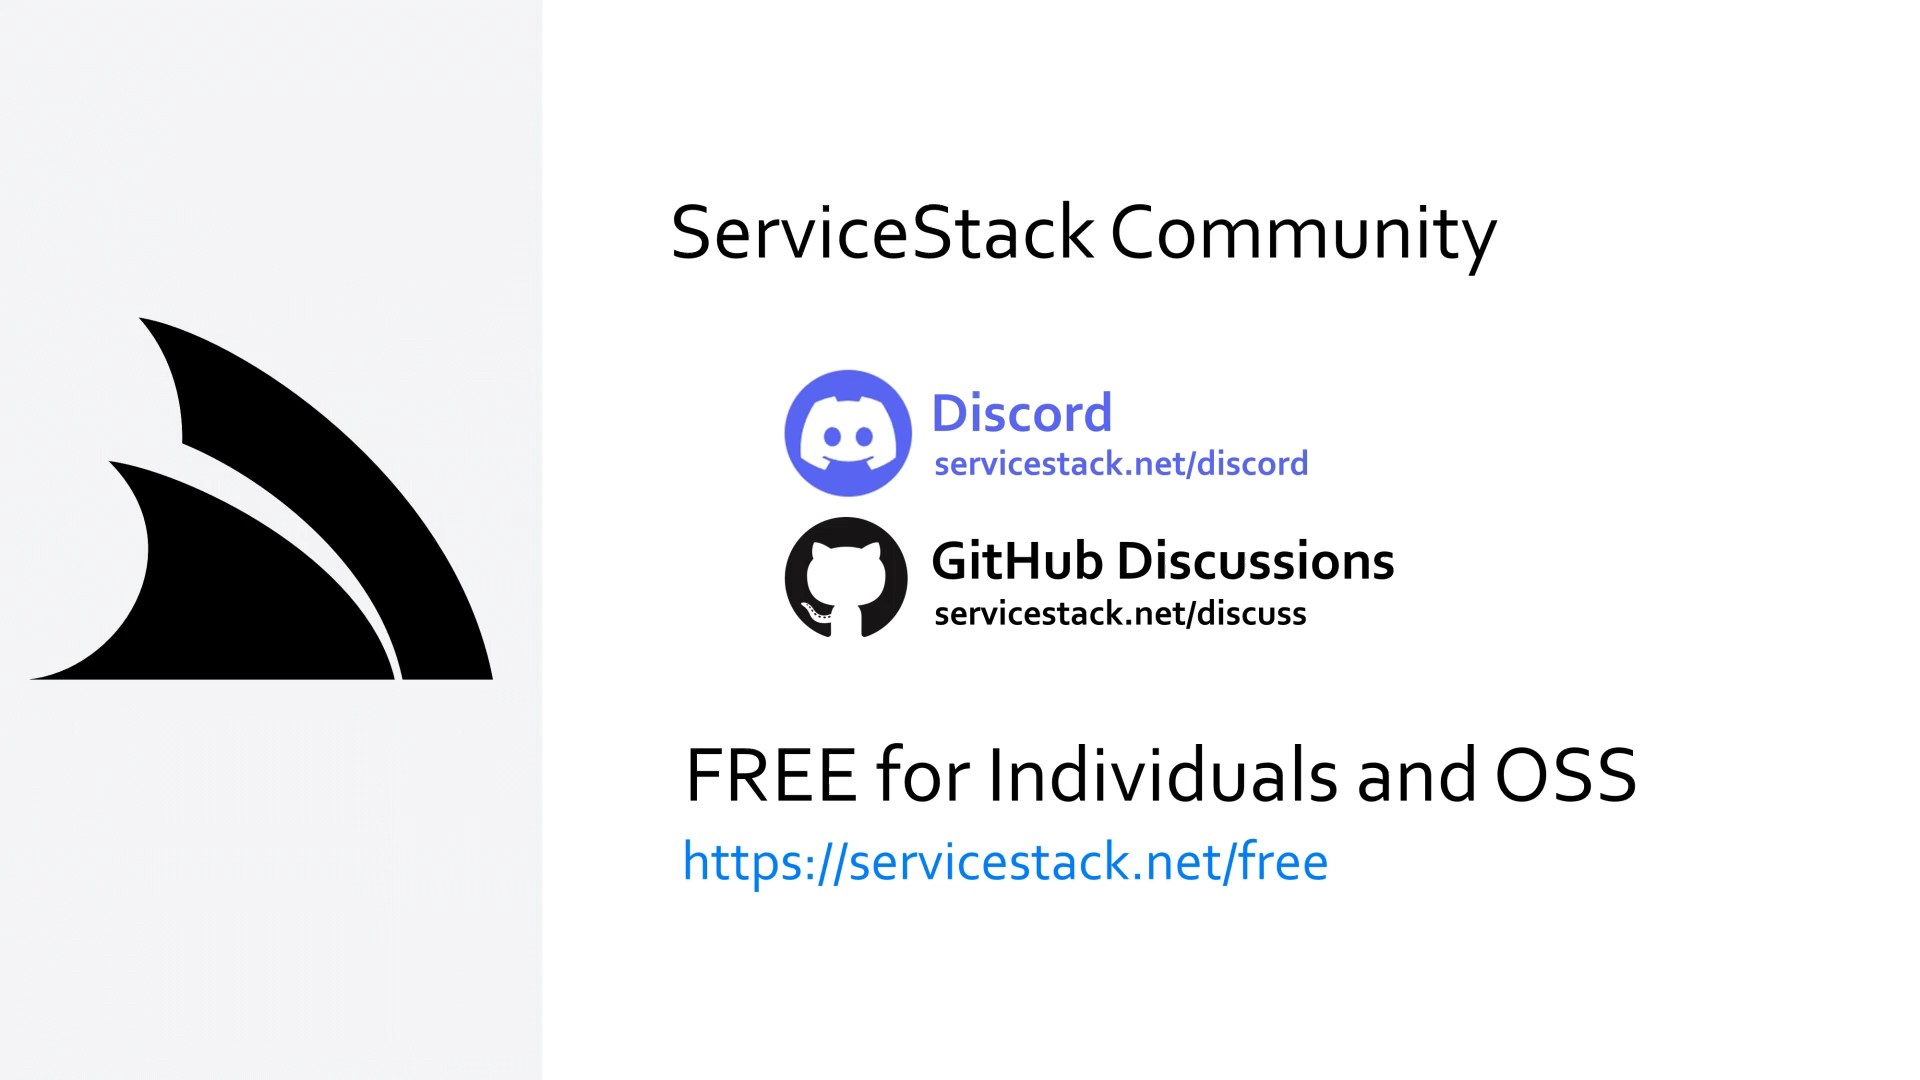 ServiceStack Community
Discord
servicestack.net/discord
GitHub Discussions
servicestack.net/discuss
FREE for Individuals and OSS
https://servicestack.net/free